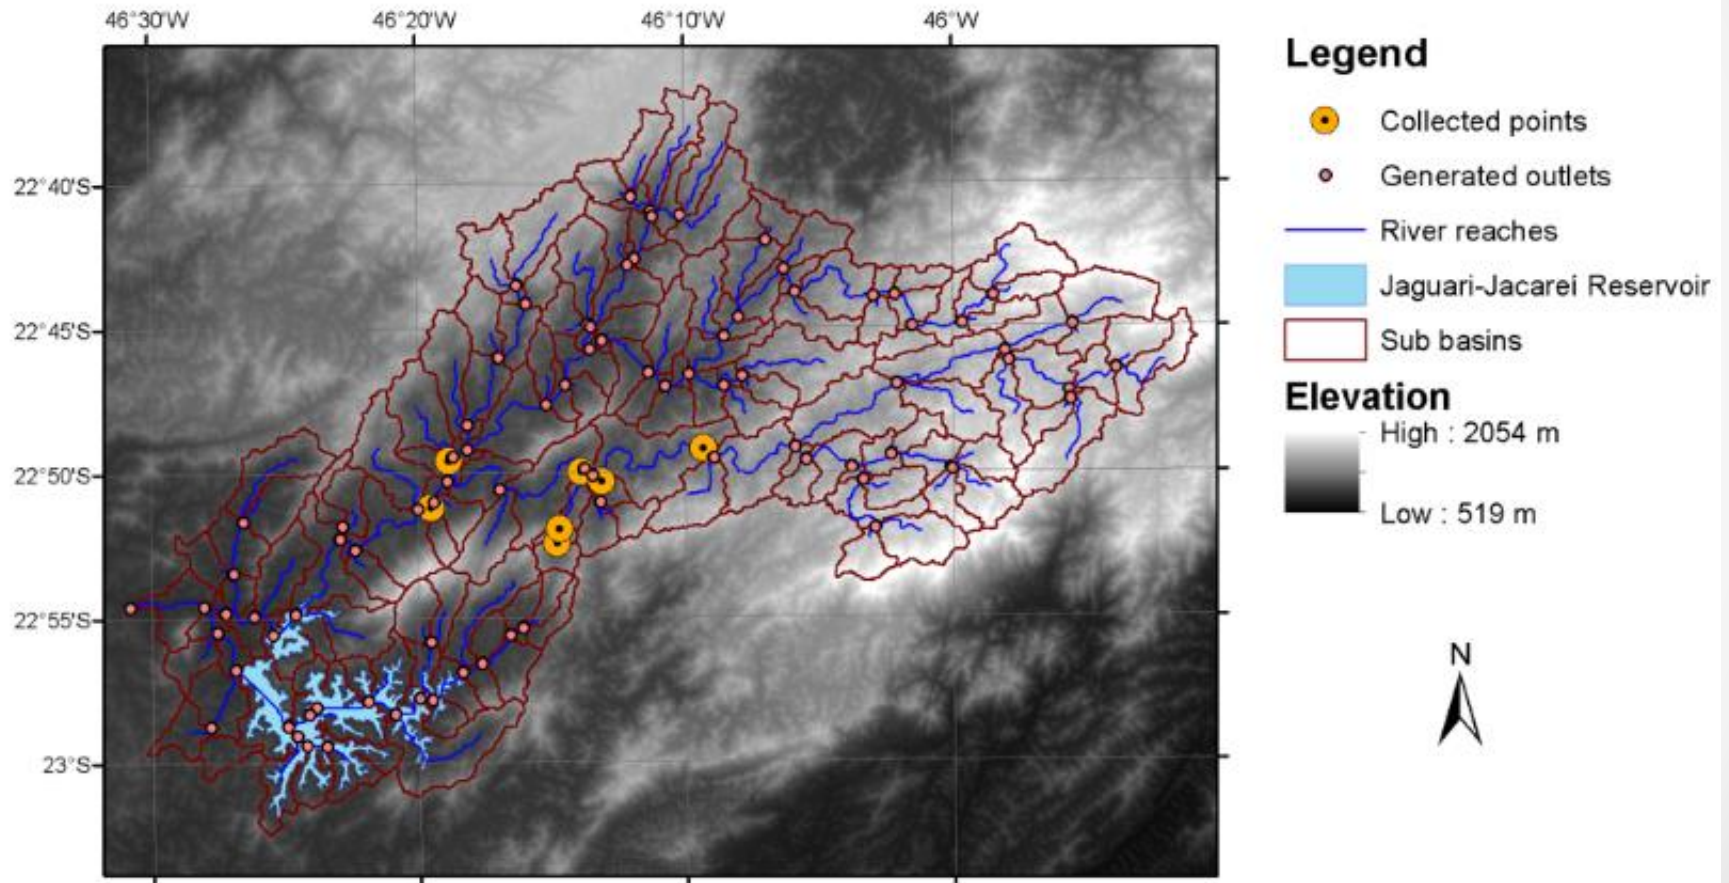 46°30'W 46°20'W 46°10'W 46°W
22°40'S
22°45'S
22°50'S
22°55'S
23°S
Legend
Collected points
Generated outlets
River reaches
Jaguari-Jacareí Reservoir
Sub basins
Elevation
High : 2054 m
Low : 519 m
N